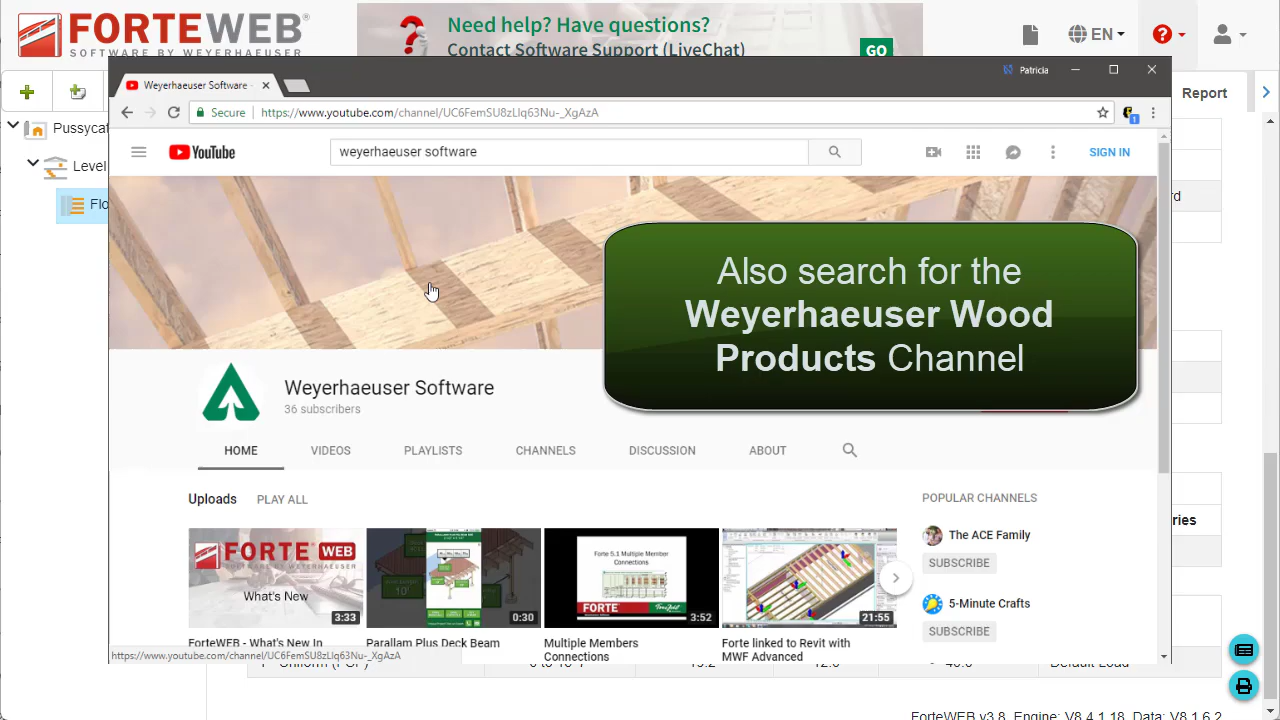 FORTEWEB®
SOFTWARE BY WEYERHAEUSER
Need help? Have questions?
Contact Software Support (LiveChat)
GO
EN
Report
Weyerhaeuser Software -
Patricia
Secure
https://www.youtube.com/channel/UC6FemSU8zLlq63Nu-_XgAzA
1
YouTube
weyerhaeuser software
SIGN IN
Pussycat
Level
Flo
Also search for the
Weyerhaeuser Wood
Products Channel
Weyerhaeuser Software
36 subscribers
HOME
VIDEOS
PLAYLISTS
CHANNELS
DISCUSSION
ABOUT
Uploads
PLAY ALL
POPULAR CHANNELS
The ACE Family
SUBSCRIBE
5-Minute Crafts
SUBSCRIBE
FORTE WEB
SOFTWARE BY WEYERHAEUSER
What's New
3:33
0:30
Forte 5.1 Multiple Member
Connections
FORTE
3:52
21:55
ForteWEB - What's New In
Parallam Plus Deck Beam
Multiple Members
Connections
Forte linked to Revit with
MWF Advanced
https://www.youtube.com/channel/UC6FemSU8zLlq63Nu-_XgAzA
rd
ries
Default Load
ForteWEB v3.8, Engine: V8.4.1.18, Data: V8.1.6.2